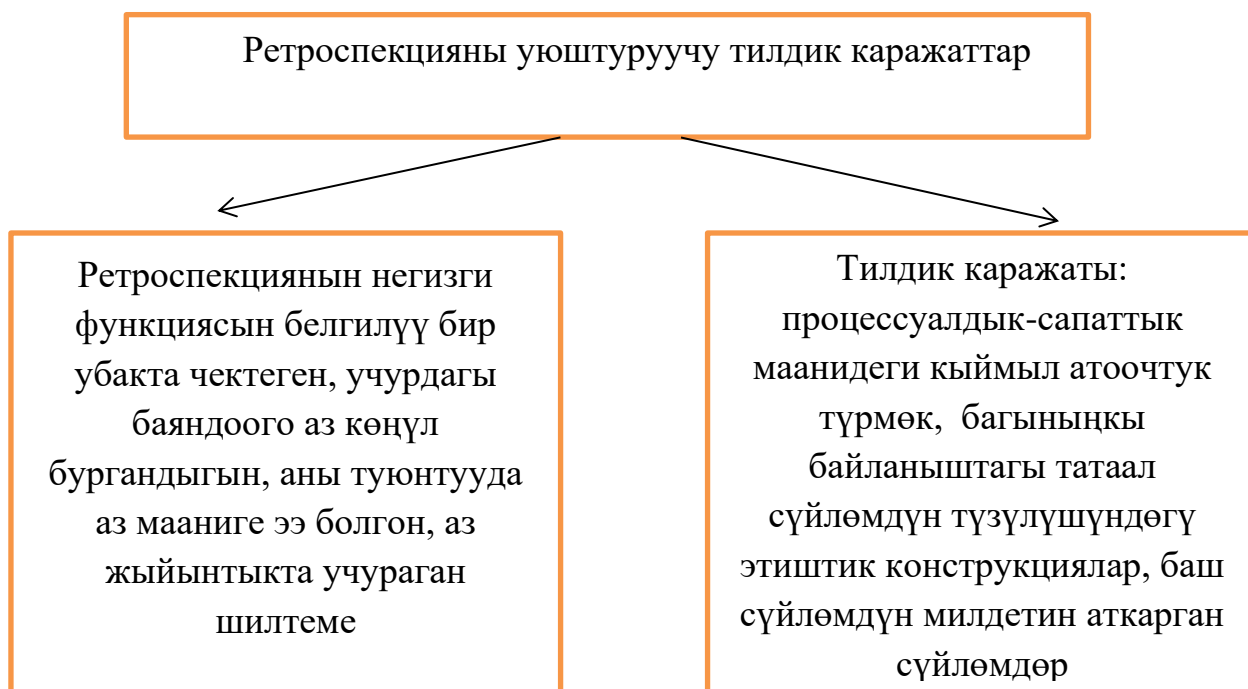 Ретроспекцияны уюштуруучу тилдик каражаттар
Ретроспекциянын негизги
функциясын белгилүү бир
убакта чектеген, учурдагы
баяндоого аз көңүл
бургандыгын, аны туюнтууда
аз мааниге ээ болгон, аз
жыйынтыкта учураган
шилтеме
Тилдик каражаты:
процессуалдык-сапаттык
маанидеги кыймыл атоочтук
түрмөк, багыныңкы
байланыштагы татаал
сүйлөмдүн түзүлүшүндөгү
этиштик конструкциялар, баш
сүйлөмдүн милдетин аткарган
сүйлөмдөр